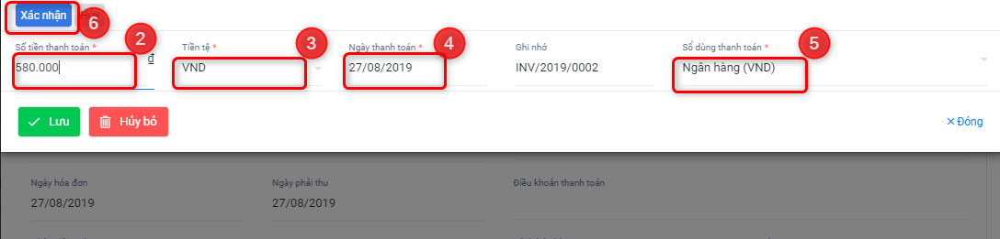 Xác nhận
6
Số tiền thanh toán *
2
Tiền tệ *
3
Ngày thanh toán *
4
Ghi nhớ
Sổ dùng thanh toán *
5
580.000
đ
VND
27/08/2019
INV/2019/0002
Ngân hàng (VND)
Lưu
Hủy bỏ
×Đóng
Ngày hóa đơn
Ngày phải thu
Điều khoản thanh toán
27/08/2019
27/08/2019